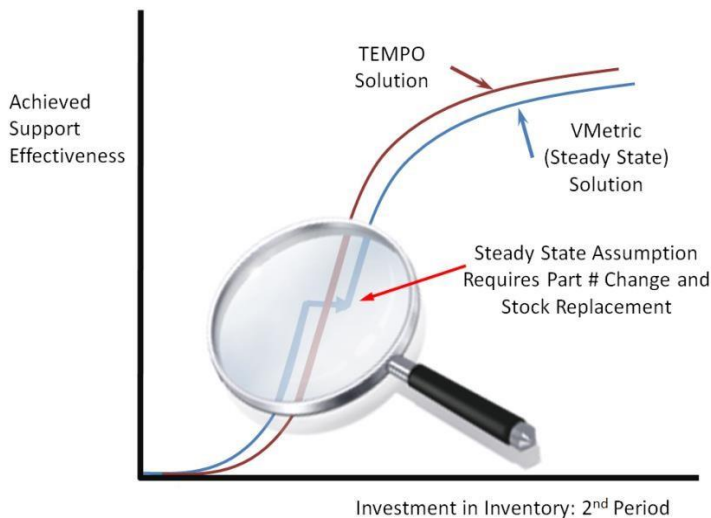 TEMPO
Solution
Achieved
Support
Effectiveness
VMetric
(Steady State)
Solution
Steady State Assumption
Requires Part # Change and
Stock Replacement
Investment in Inventory: 2nd Period